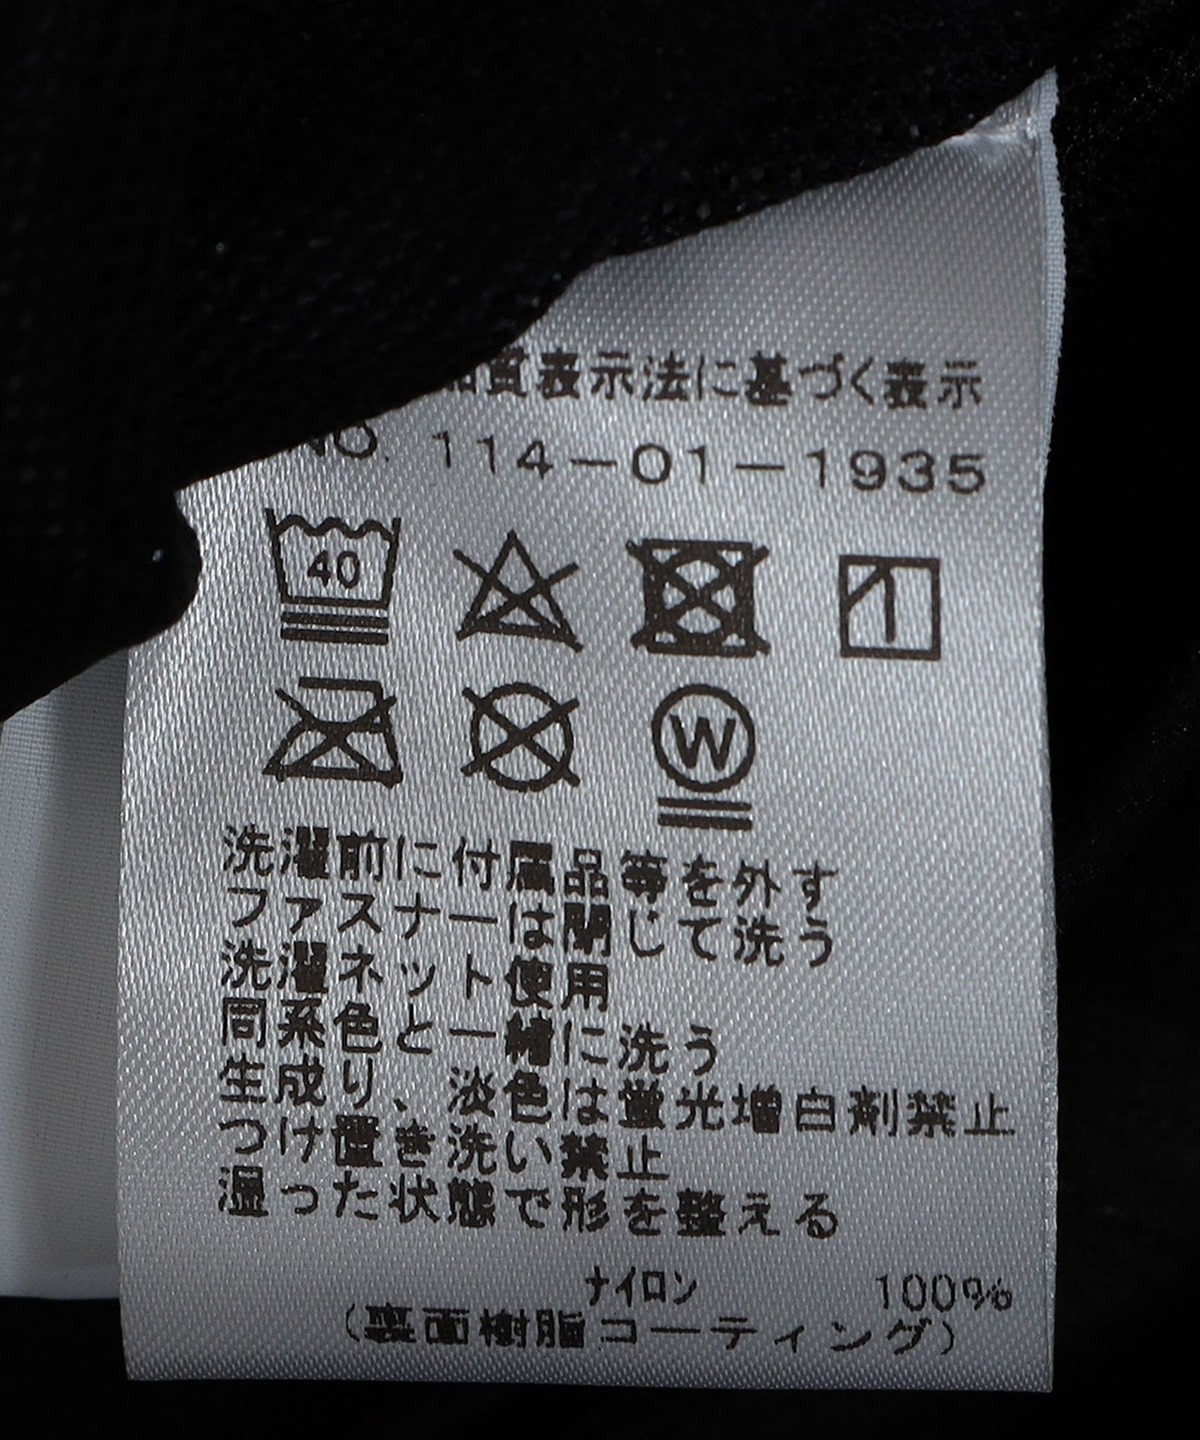 質表示法に基づく表示
NO. 114-01-1935
40
W
洗濯前に付属品等を外す
ファスナーは閉じて洗う
洗濯ネット使用
同系色と一緒に洗う
生成り、淡色は蛍光増白剤禁止
つけ置き洗い禁止
湿った状態で形を整える
ナイロン 100%
(裏面樹脂コーティング)